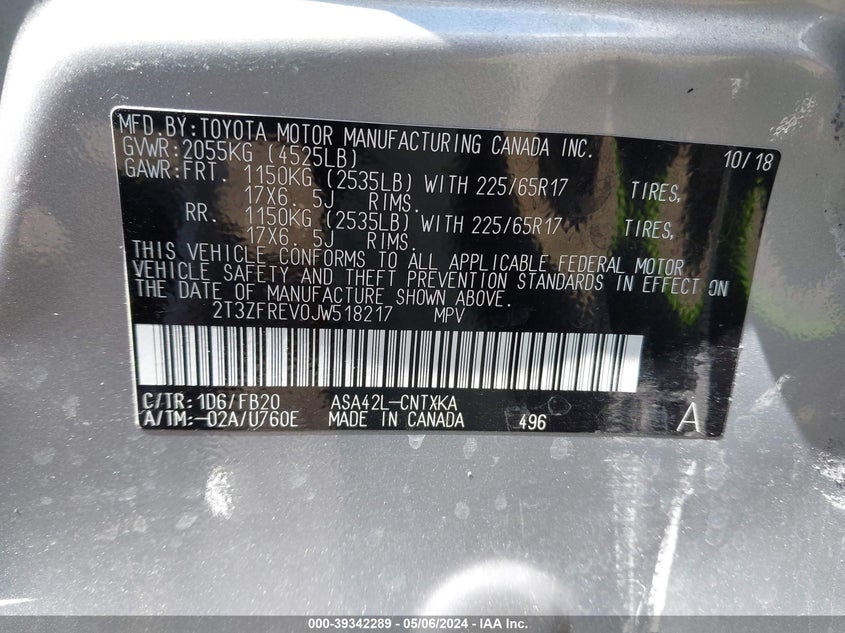 MFD.BY:TOYOTA MOTOR MANUFACTURING CANADA INC.
GVWR:2055KG (4525LB) 10/18
GAWR:FRT. 1150KG (2535LB) WITH 225/65R17 TIRES,
17X6. 5J RIMS.
RR. 1150KG (2535LB) WITH 225/65R17 TIRES,
17X6. 5J RIMS.
THIS VEHICLE CONFORMS TO ALL APPLICABLE FEDERAL MOTOR
VEHICLE SAFETY AND THEFT PREVENTION STANDARDS IN EFFECT ON
THE DATE OF MANUFACTURE SHOWN ABOVE.
2T3ZFREV0JW518217 MPV
C/TR:1D6/FB20 ASA42L-CNTXKA
A/TM:-02A/U760E MADE IN CANADA 496 A
000-39342289 - 05/06/2024 - IAA Inc.